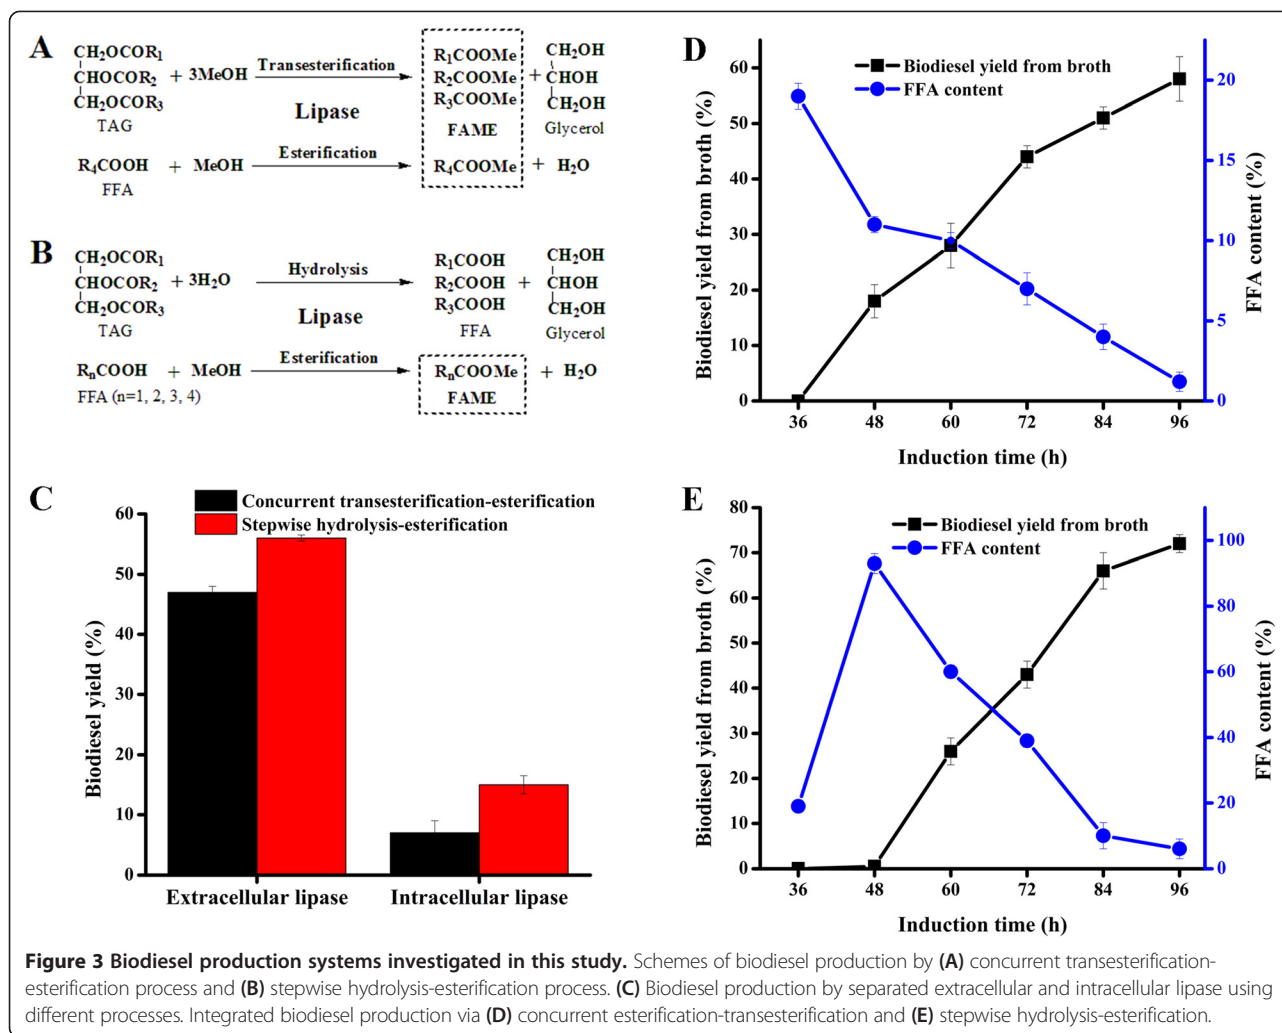 A
CH₂OCOR₁
CHOCOR₂ + 3MeOH
CH₂OCOR₃
TAG
Transesterification
Lipase
R₁COOMe
R₂COOMe
R₃COOMe
FAME
+
CH₂OH
CHOH
CH₂OH
Glycerol
R₄COOH + MeOH
FFA
Esterification
R₄COOMe + H₂O
B
CH₂OCOR₁
CHOCOR₂ + 3H₂O
CH₂OCOR₃
TAG
Hydrolysis
Lipase
R₁COOH
R₂COOH
R₃COOH
FFA
+
CH₂OH
CHOH
CH₂OH
Glycerol
RₙCOOH + MeOH
FFA (n=1, 2, 3, 4)
Esterification
RₙCOOMe + H₂O
FAME
C
Concurrent transesterification-esterification
Stepwise hydrolysis-esterification
Biodiesel yield (%)
60
50
40
30
20
10
0
Extracellular lipase Intracellular lipase
D
Biodiesel yield from broth
FFA content
Biodiesel yield from broth (%)
60
50
40
30
20
10
0
FFA content (%)
20
15
10
5
0
36 48 60 72 84 96
Induction time (h)
E
Biodiesel yield from broth
FFA content
Biodiesel yield from broth (%)
80
70
60
50
40
30
20
10
0
FFA content (%)
100
80
60
40
20
0
36 48 60 72 84 96
Induction time (h)
Figure 3 Biodiesel production systems investigated in this study. Schemes of biodiesel production by (A) concurrent transesterification-
esterification process and (B) stepwise hydrolysis-esterification process. (C) Biodiesel production by separated extracellular and intracellular lipase using
different processes. Integrated biodiesel production via (D) concurrent esterification-transesterification and (E) stepwise hydrolysis-esterification.